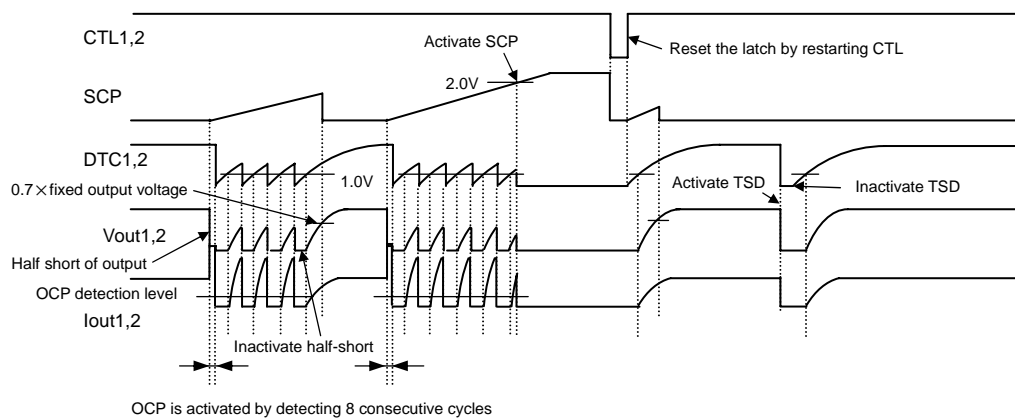 CTL1,2
Activate SCP
Reset the latch by restarting CTL
2.0V
SCP
DTC1,2
1.0V
0.7×fixed output voltage
Activate TSD
Inactivate TSD
Vout1,2
Half short of output
OCP detection level
Iout1,2
Inactivate half-short
OCP is activated by detecting 8 consecutive cycles